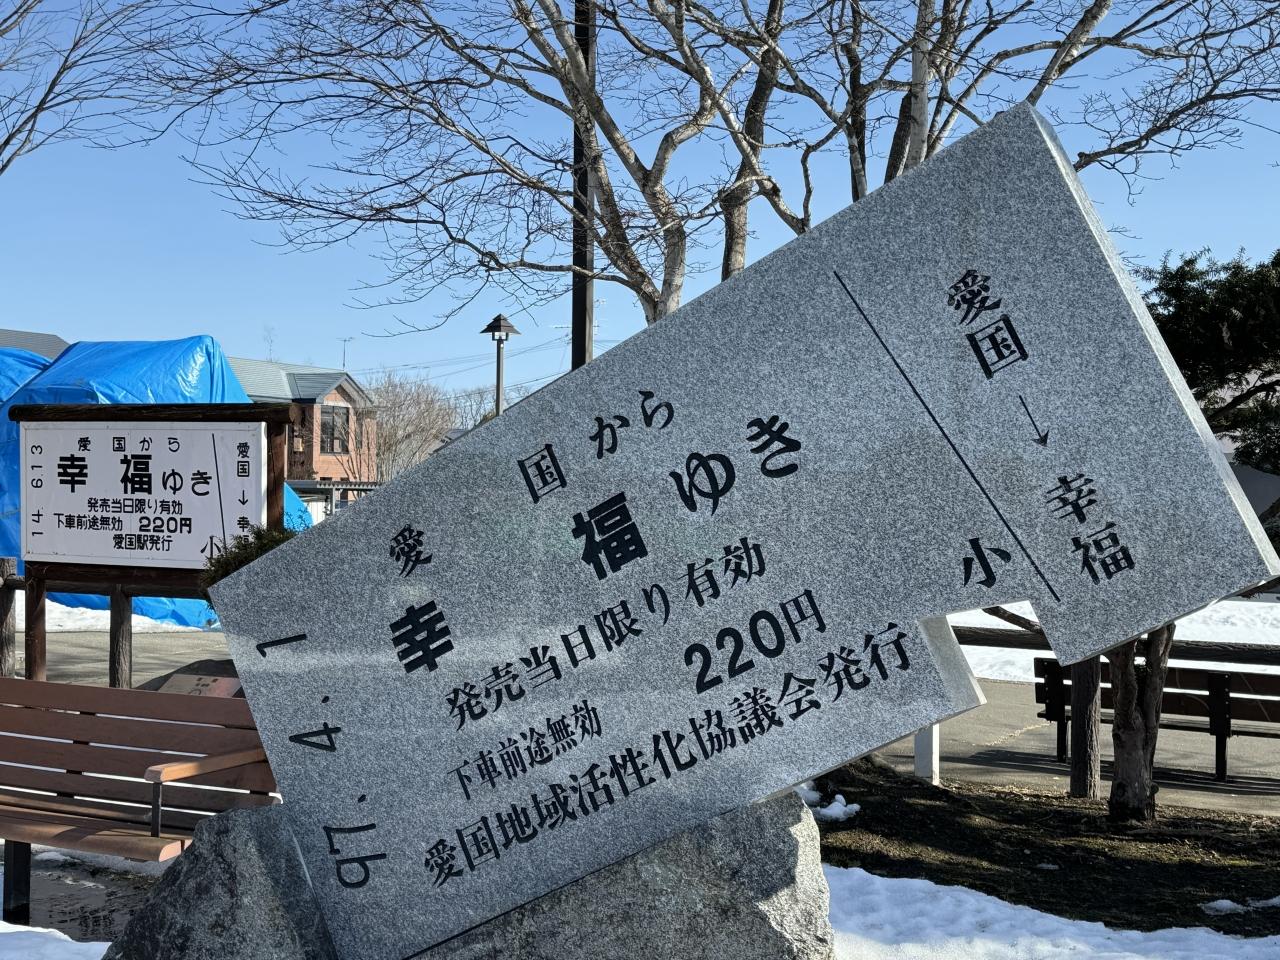 愛国から
幸福ゆき
発売当日限り有効
下車前途無効 220円
愛国駅発行
小
愛国→幸福
14 613
愛国から
幸福ゆき
発売当日限り有効
下車前途無効 220円
愛国地域活性化協議会発行
小
愛国→幸福